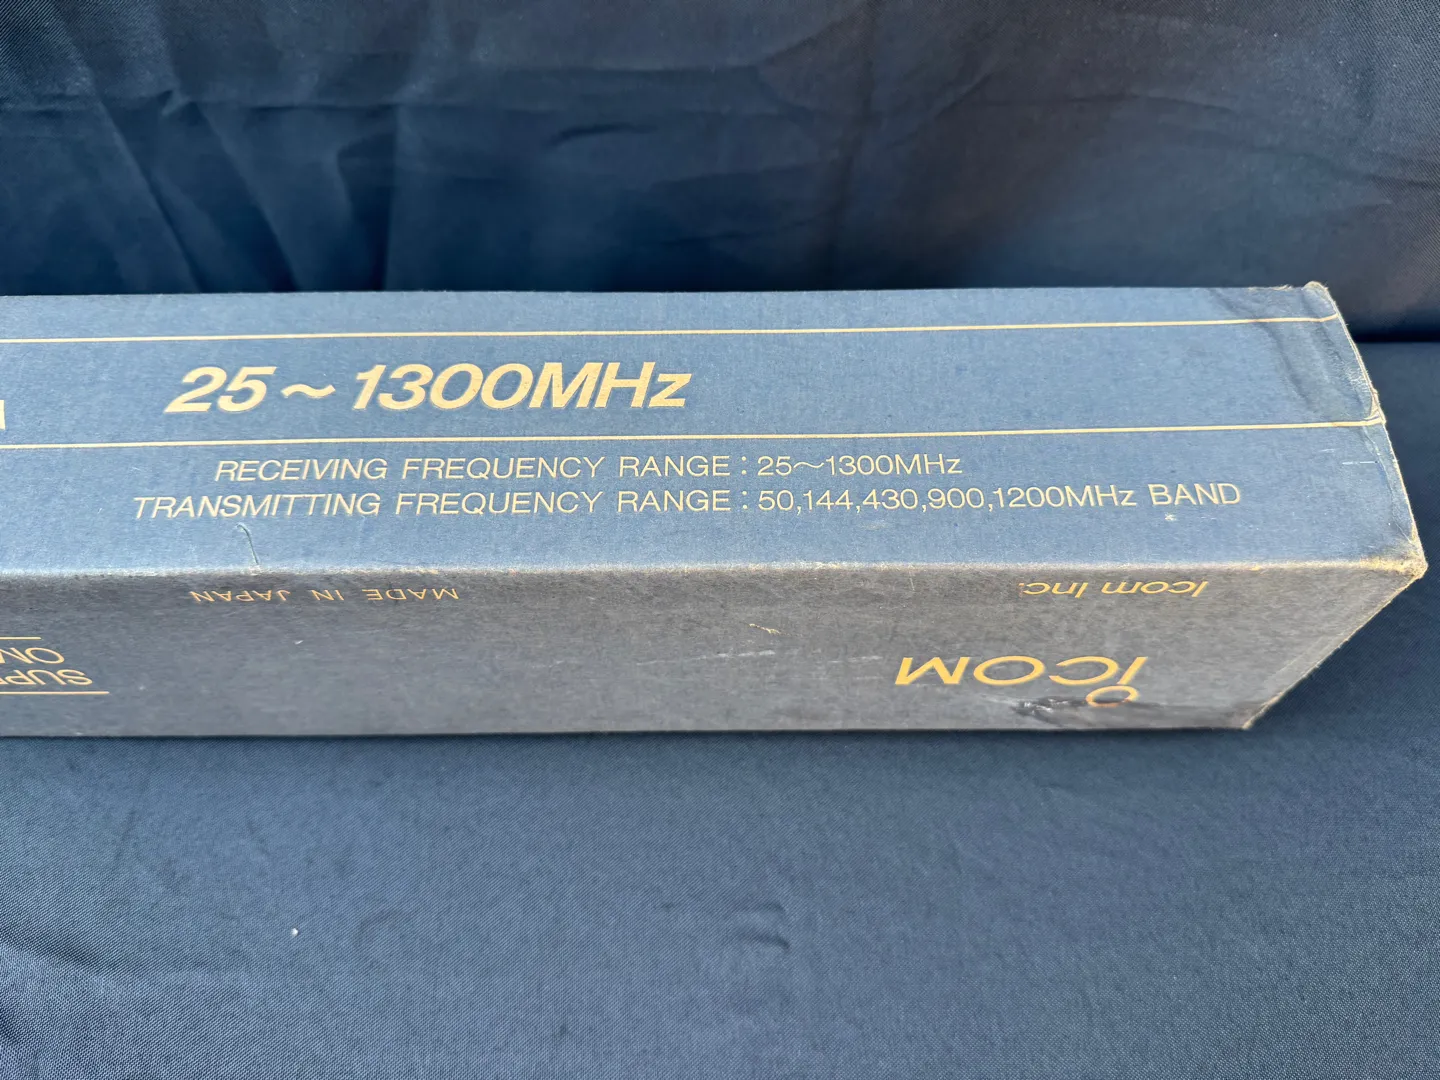 25~1300MHz
RECEIVING FREQUENCY RANGE : 25~1300MHz
TRANSMITTING FREQUENCY RANGE : 50,144,430,900,1200MHz BAND
MADE IN JAPAN
Icom Inc.
ICOM